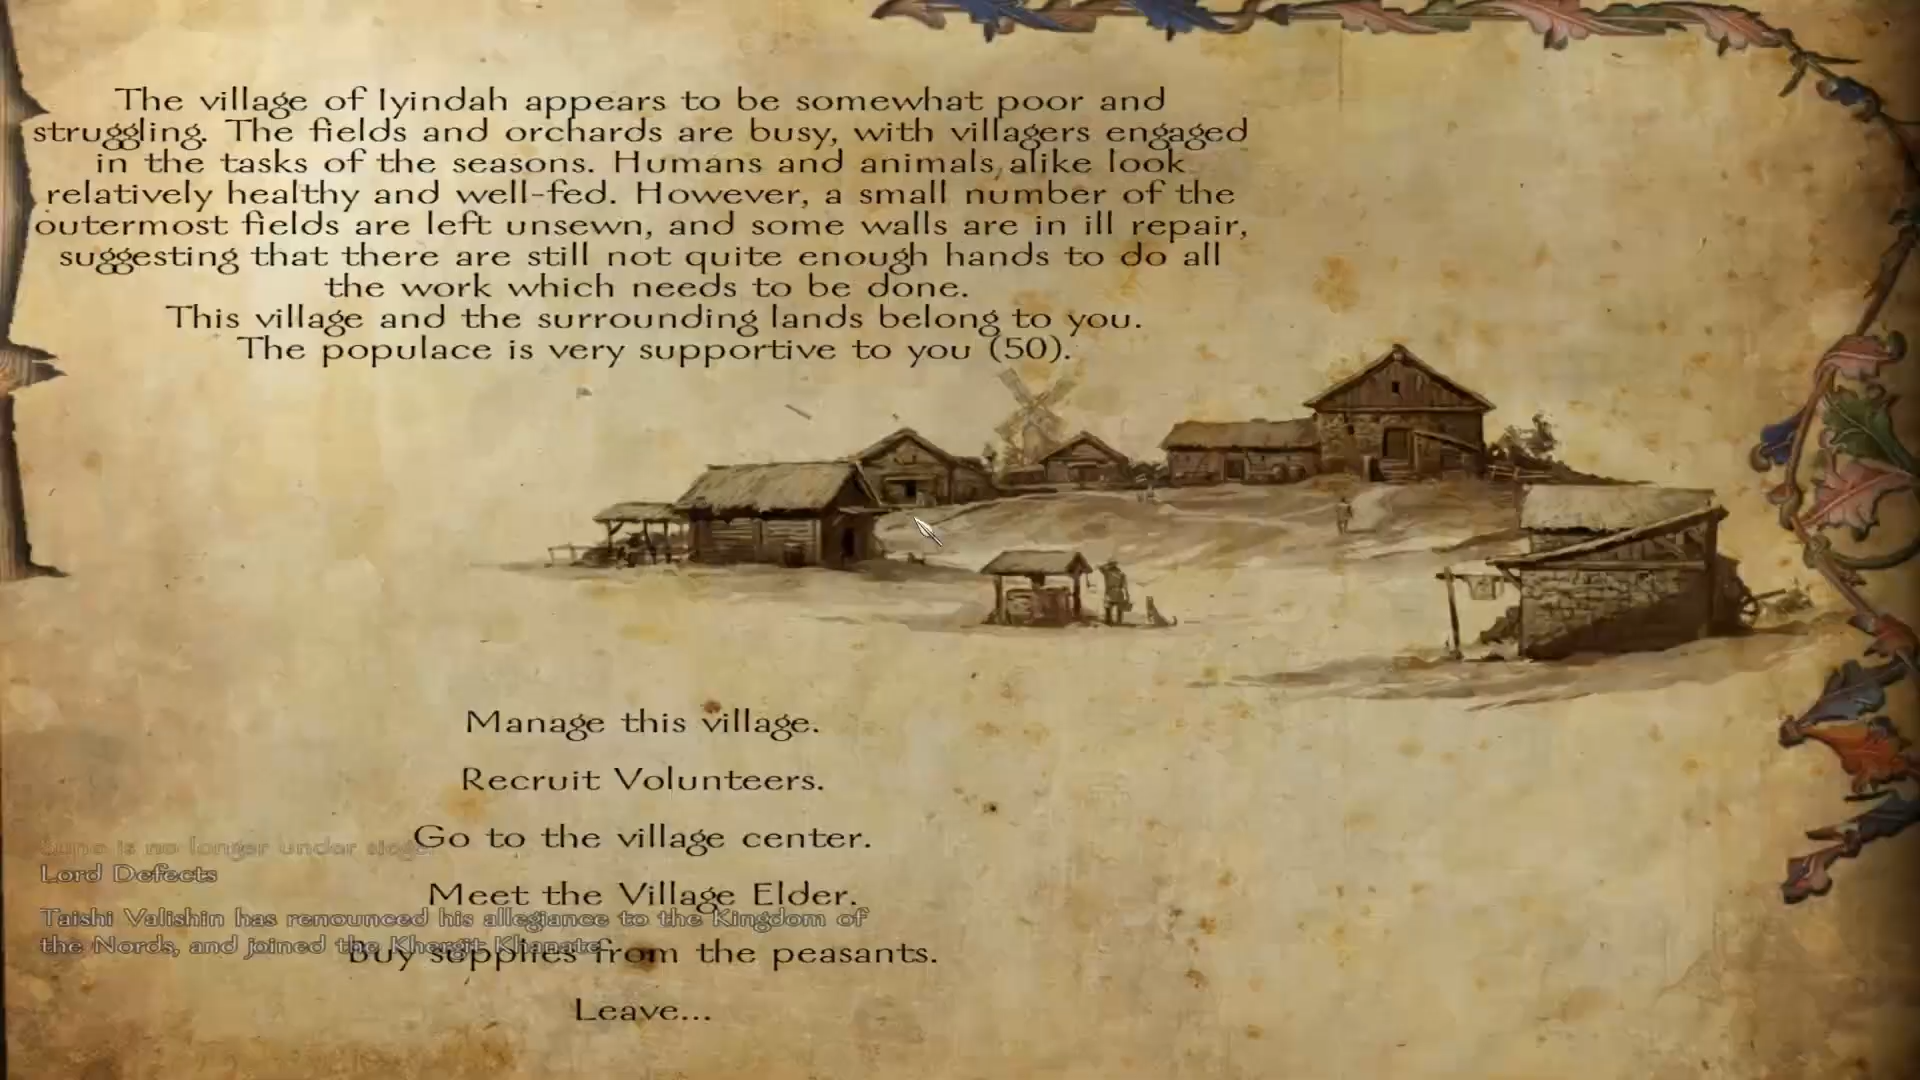 The village of Iyindah appears to be somewhat poor and
struggling. The fields and orchards are busy, with villagers engaged
in the tasks of the seasons. Humans and animals alike look
relatively healthy and well-fed. However, a small number of the
outermost fields are left unsewn, and some walls are in ill repair,
suggesting that there are still not quite enough hands to do all
the work which needs to be done.
This village and the surrounding lands belong to you.
The populace is very supportive to you (50).
Manage this village.
Recruit Volunteers.
Go to the village center.
Meet the Village Elder.
Buy supplies from the peasants.
Leave...
Suno is no longer under siege.
Lord Defects
Taishi Valishin has renounced his allegiance to the Kingdom of
the Nords, and joined the Khergit Khanate.